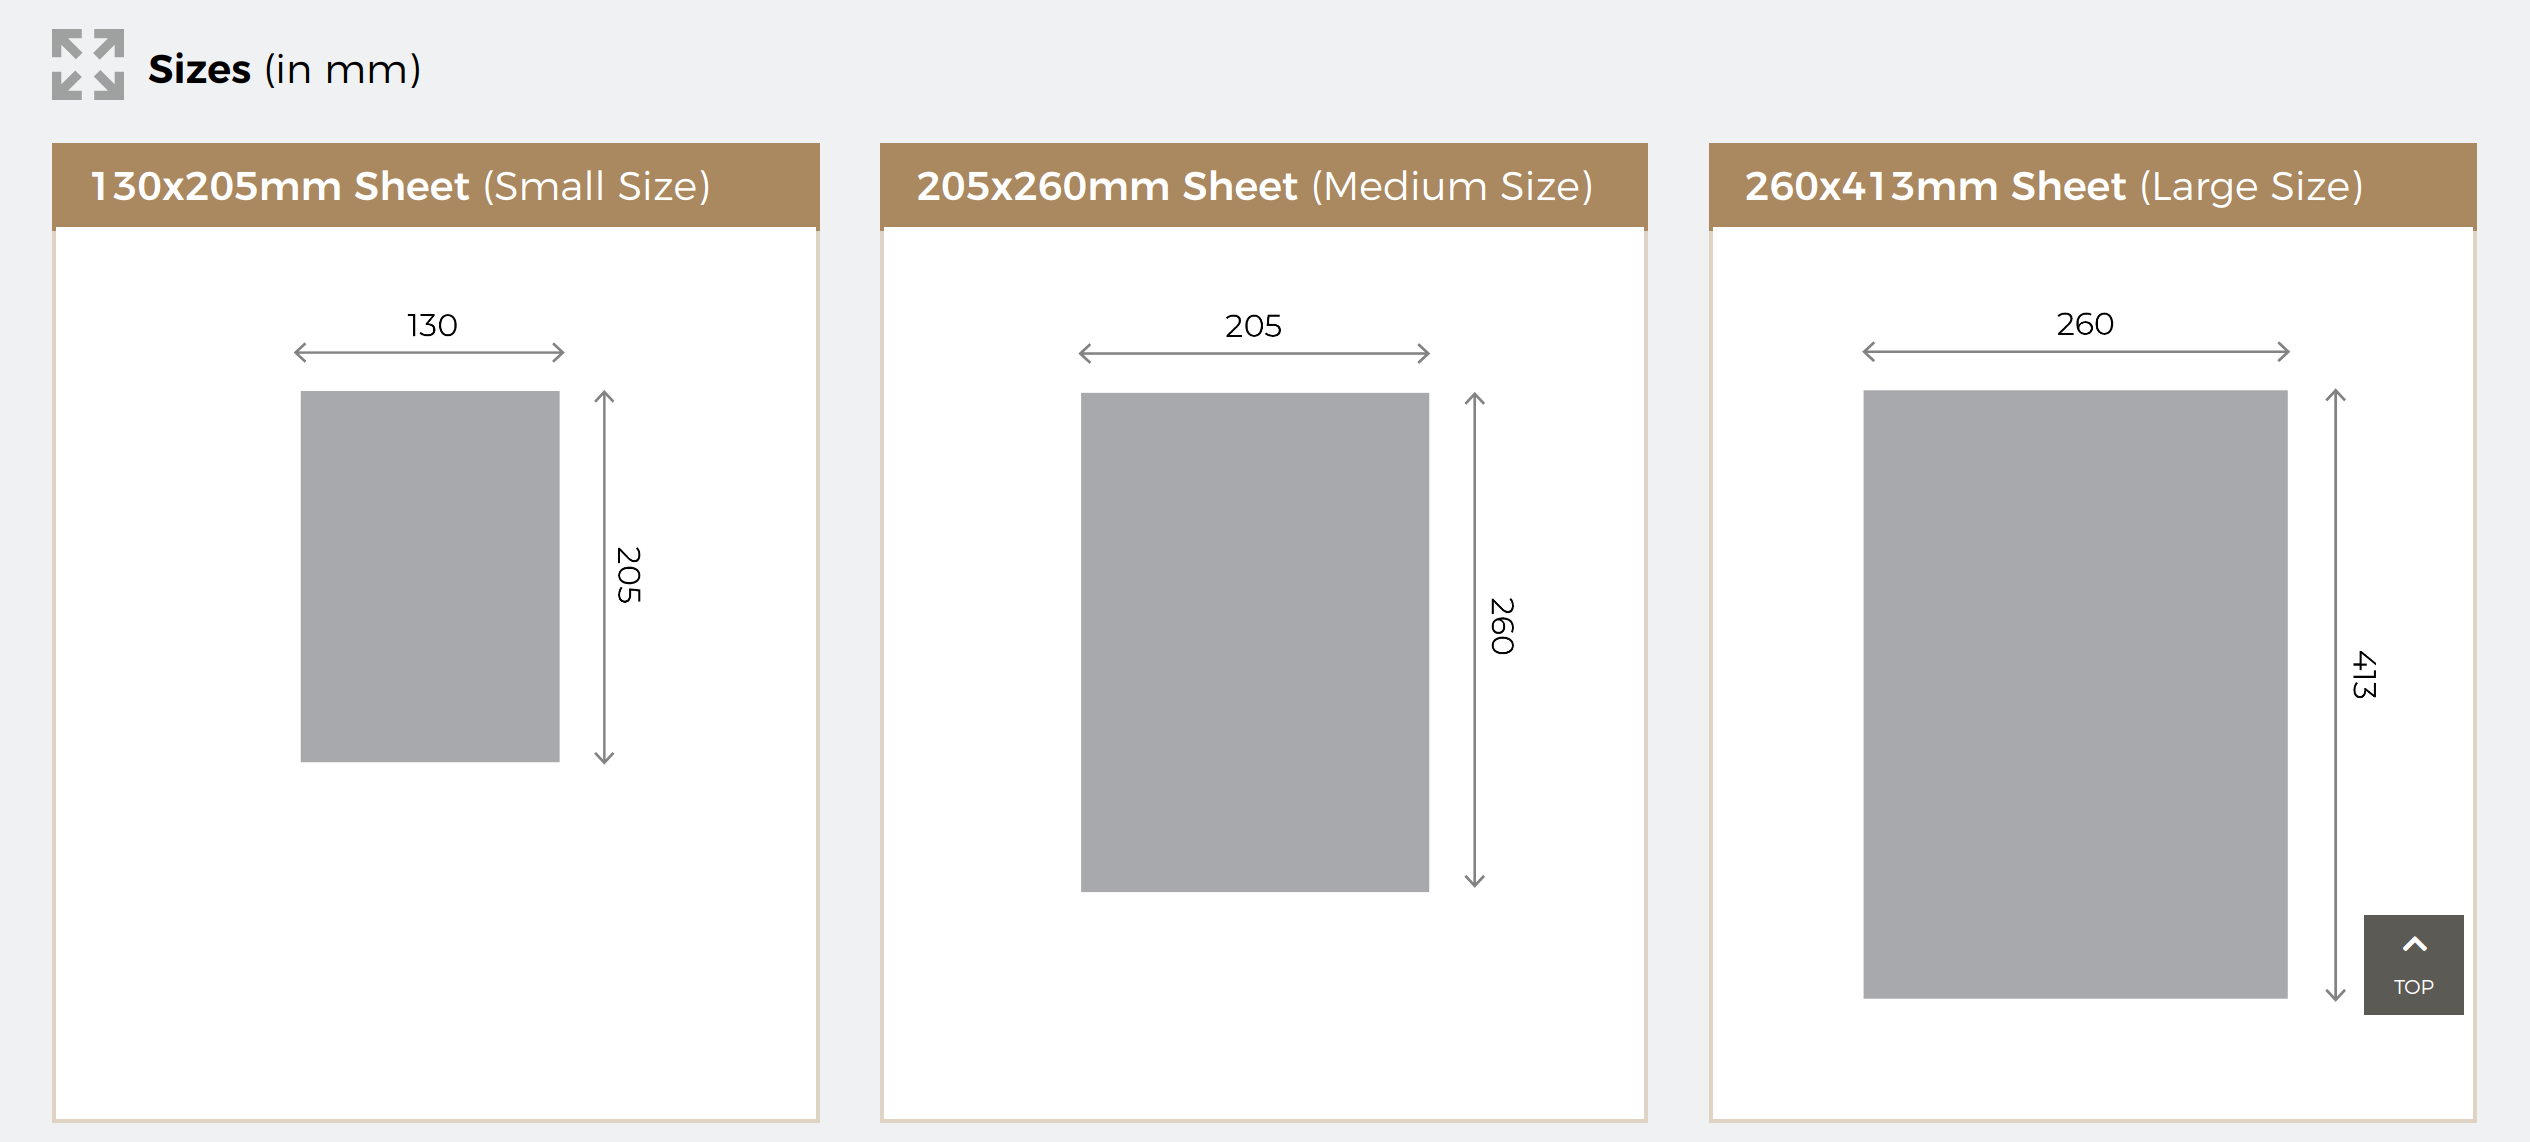 Sizes (in mm)
130x205mm Sheet (Small Size)
130
205
205x260mm Sheet (Medium Size)
205
260
260x413mm Sheet (Large Size)
260
413
TOP